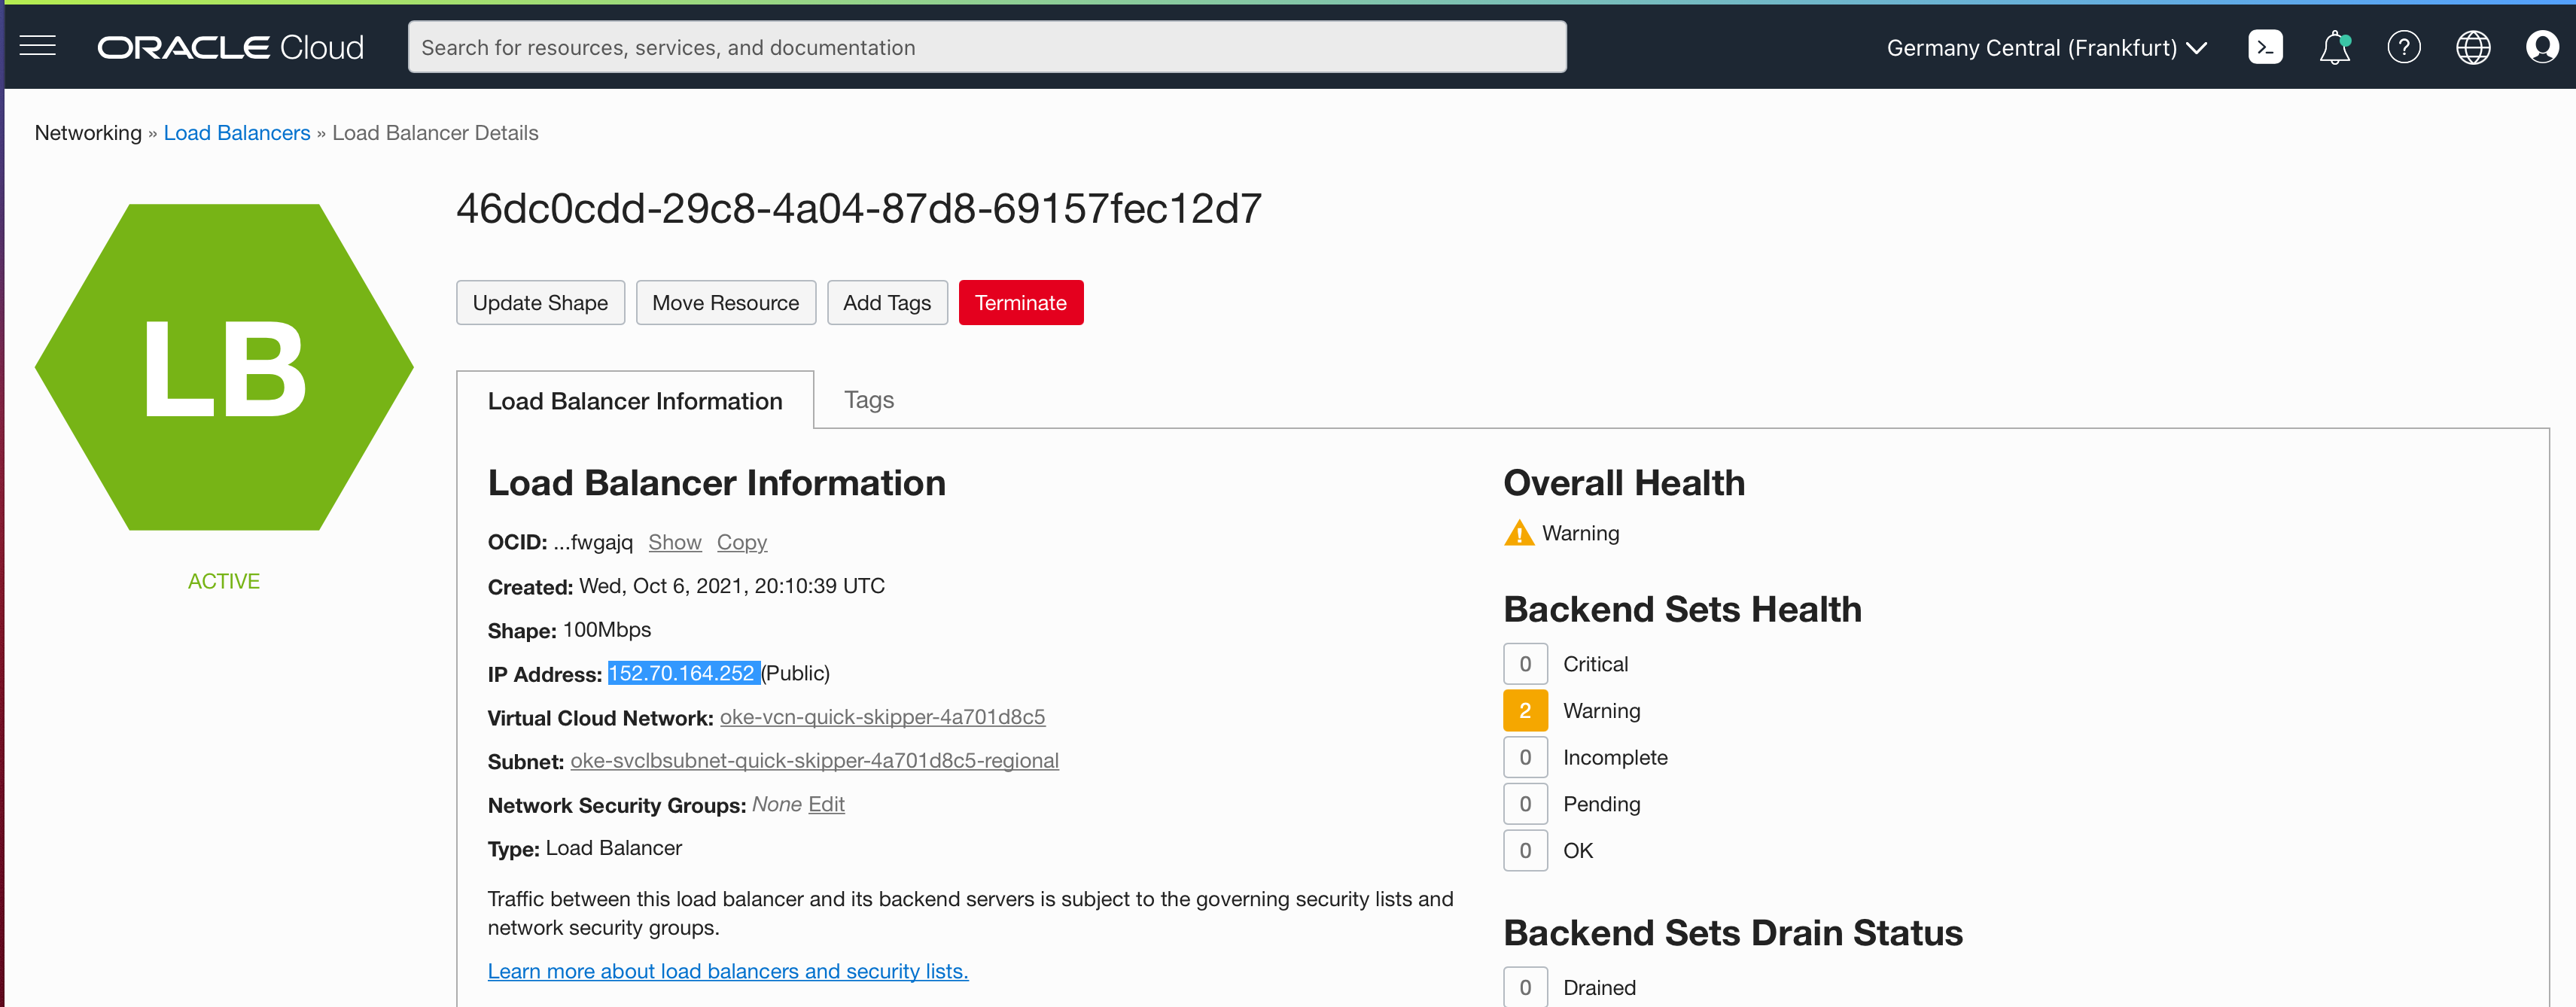 ORACLE Cloud
Search for resources, services, and documentation
Germany Central (Frankfurt)
Networking » Load Balancers » Load Balancer Details
LB
ACTIVE
46dc0cdd-29c8-4a04-87d8-69157fec12d7
Update Shape Move Resource Add Tags Terminate
Load Balancer Information Tags
Load Balancer Information
OCID: ...fwgajq Show Copy
Created: Wed, Oct 6, 2021, 20:10:39 UTC
Shape: 100Mbps
IP Address: 152.70.164.252 (Public)
Virtual Cloud Network: oke-vcn-quick-skipper-4a701d8c5
Subnet: oke-svclbsubnet-quick-skipper-4a701d8c5-regional
Network Security Groups: None Edit
Type: Load Balancer
Traffic between this load balancer and its backend servers is subject to the governing security lists and
network security groups.
Learn more about load balancers and security lists.
Overall Health
Warning
Backend Sets Health
0 Critical
2 Warning
0 Incomplete
0 Pending
0 OK
Backend Sets Drain Status
0 Drained